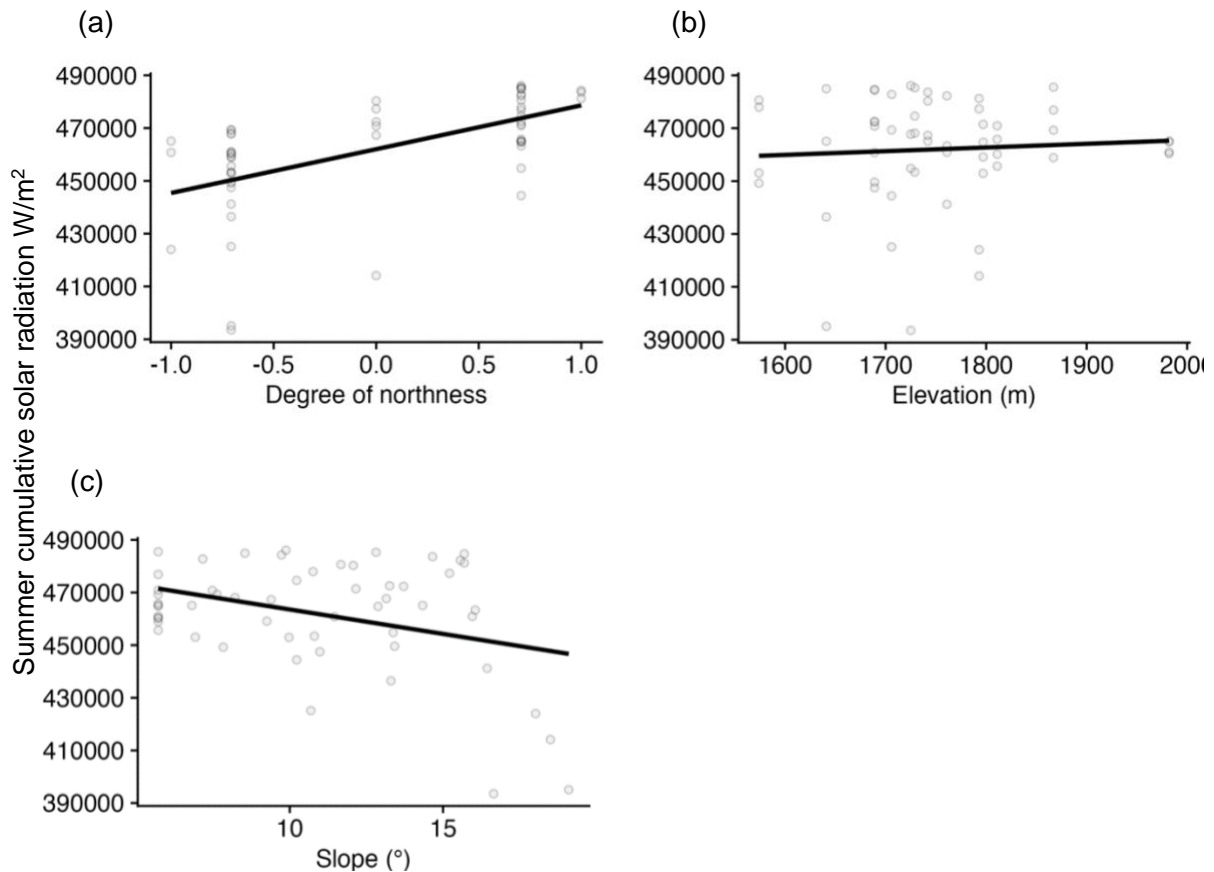 (a)
490000
470000
450000
430000
410000
390000
-1.0 -0.5 0.0 0.5 1.0
Degree of northness
(b)
490000
470000
450000
430000
410000
390000
1600 1700 1800 1900 2000
Elevation (m)
(c)
490000
470000
450000
430000
410000
390000
10 15
Slope (°)
Summer cumulative solar radiation W/m²